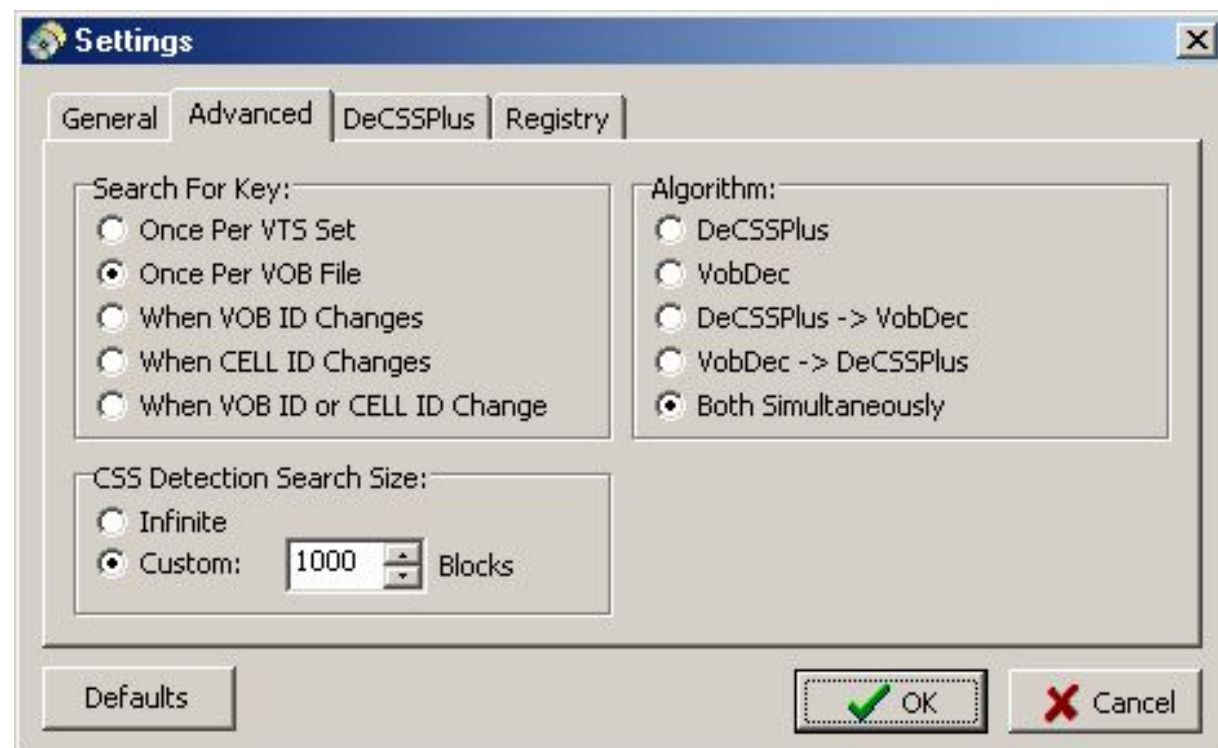 Settings
General Advanced DeCSSPlus Registry
Search For Key:
Once Per VTS Set
Once Per VOB File
When VOB ID Changes
When CELL ID Changes
When VOB ID or CELL ID Change
Algorithm:
DeCSSPlus
VobDec
DeCSSPlus -> VobDec
VobDec -> DeCSSPlus
Both Simultaneously
CSS Detection Search Size:
Infinite
Custom: 1000 Blocks
Defaults OK Cancel